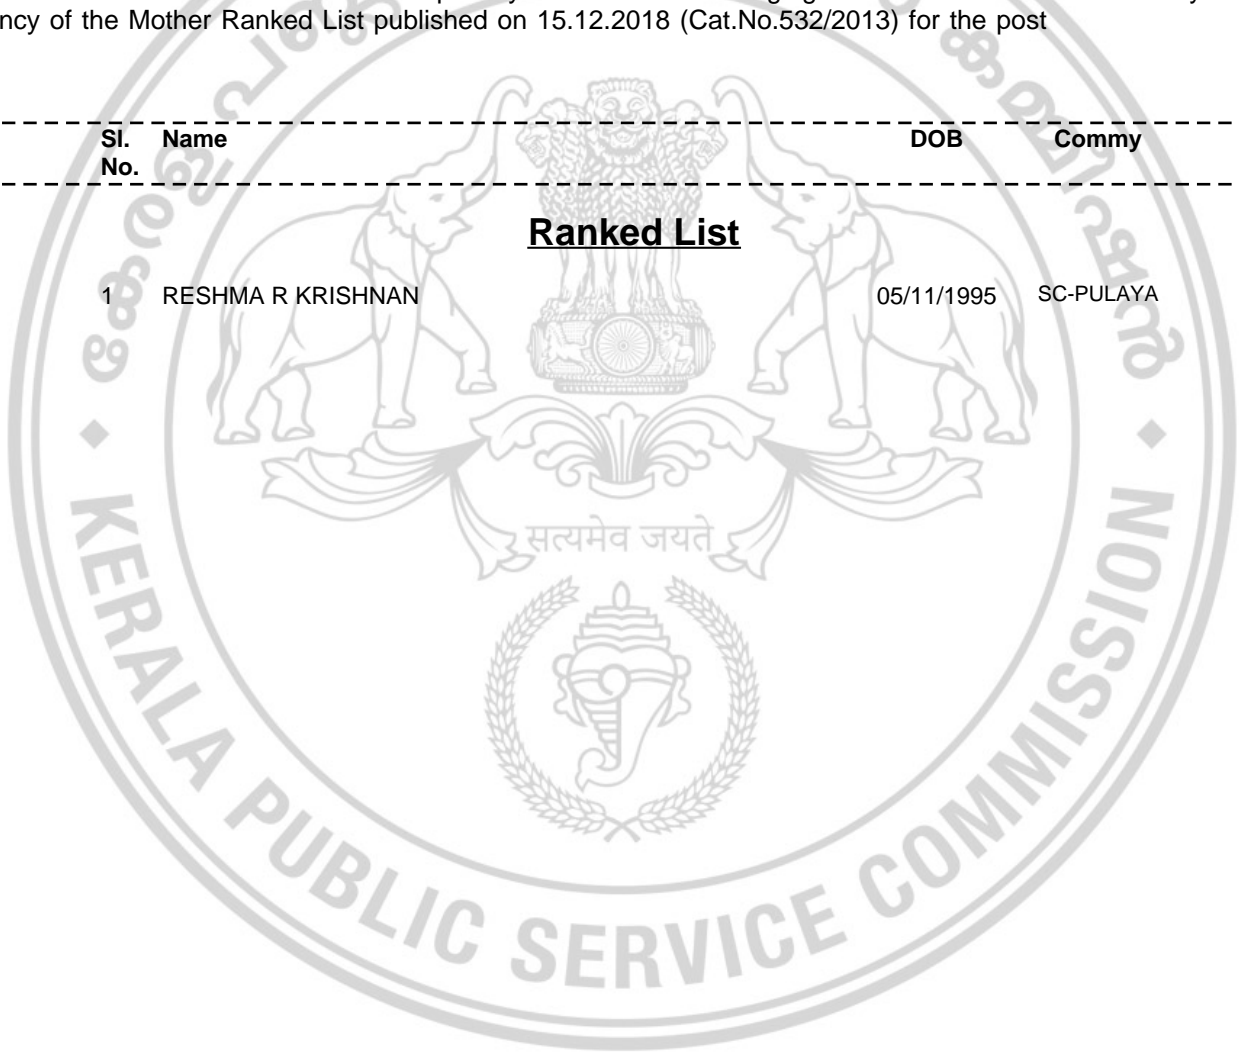 ncy of the Mother Ranked List published on 15.12.2018 (Cat.No.532/2013) for the post
Sl. Name DOB Commy
No.
Ranked List
1 RESHMA R KRISHNAN 05/11/1995 SC-PULAYA
सत्यमेव जयते
KERALA PUBLIC SERVICE COMMISSION